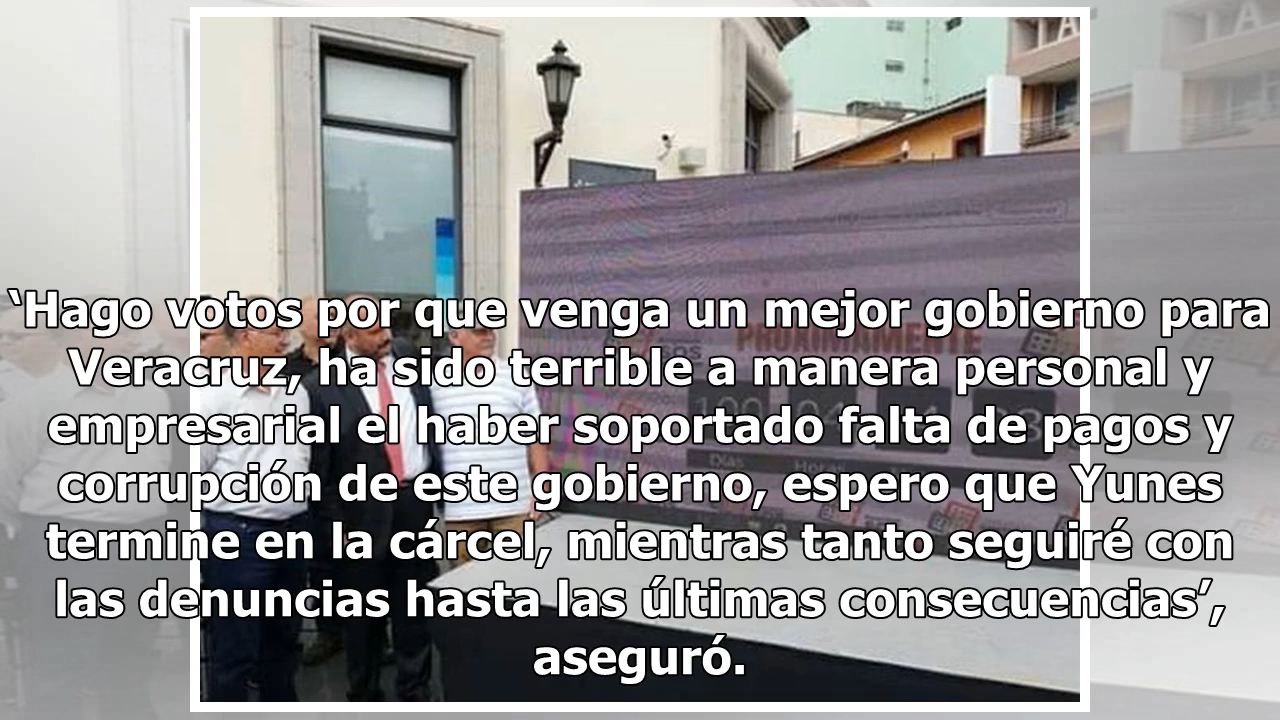 ‘Hago votos por que venga un mejor gobierno para
Veracruz, ha sido terrible a manera personal y
empresarial el haber soportado falta de pagos y
corrupción de este gobierno, espero que Yunes
termine en la cárcel, mientras tanto seguiré con
las denuncias hasta las últimas consecuencias’,
aseguró.
PRÓXIMAMENTE